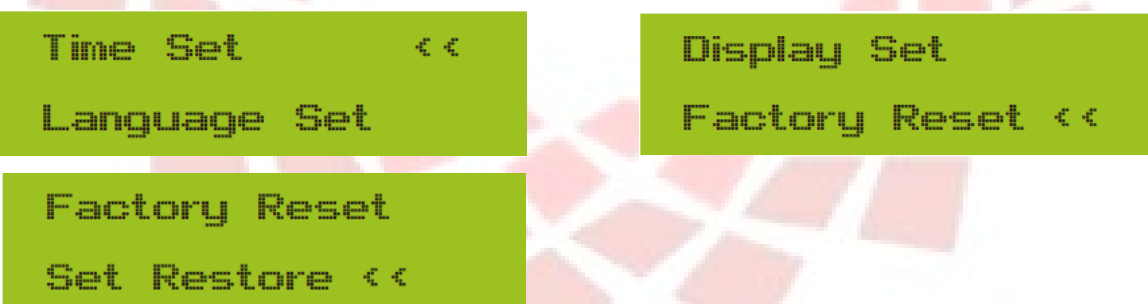 Time Set <<
Language Set
Display Set
Factory Reset <<
Factory Reset
Set Restore <<